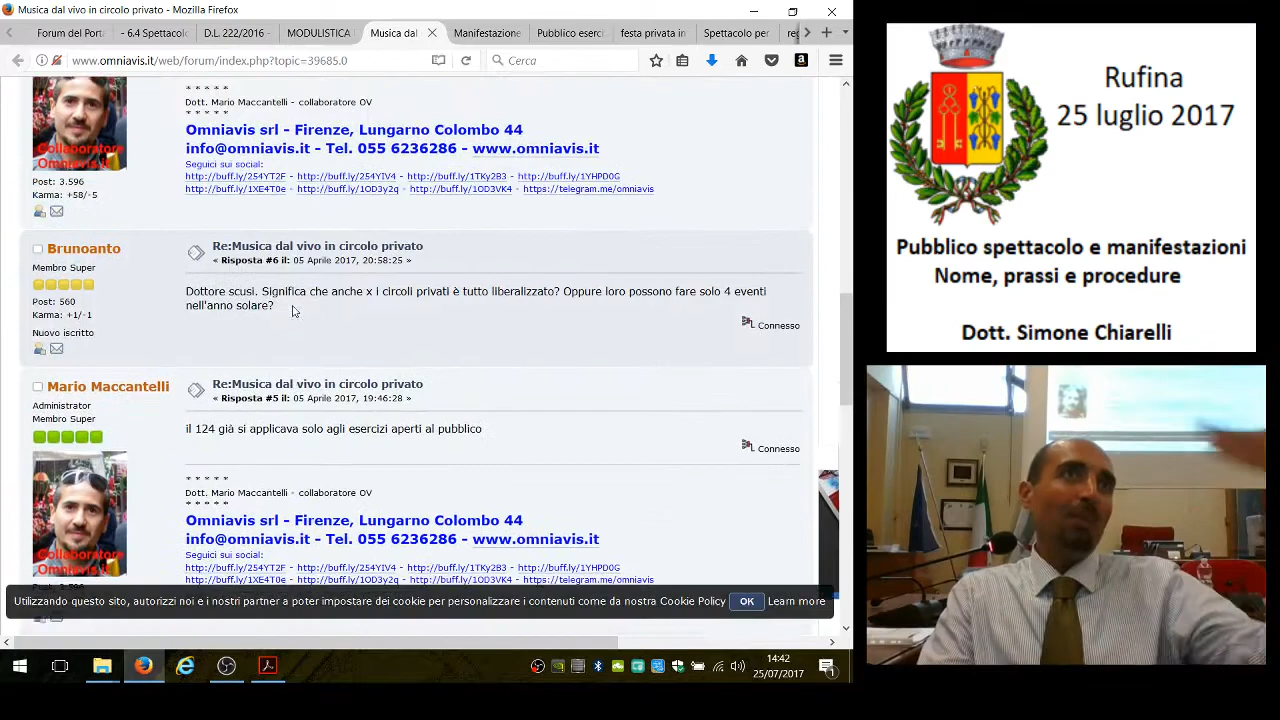 Musica dal vivo in circolo privato - Mozilla Firefox
Forum del Port
- 6.4 Spettacolo
D.L. 222/2016 -
MODULISTICA
Musica dal
Manifestazione
Pubblico eserci
festa privata in
Spettacolo per
www.omniavis.it/web/forum/index.php?topic=39685.0
Cerca
* * * * *
Dott. Mario Maccantelli - collaboratore OV
* * * * *
Omniavis srl - Firenze, Lungarno Colombo 44
info@omniavis.it - Tel. 055 6236286 - www.omniavis.it
Seguici sui social:
http://buff.ly/254YT2F - http://buff.ly/254YIV4 - http://buff.ly/1TKy2B3 - http://buff.ly/1YHPD0G
http://buff.ly/1XE4T0e - http://buff.ly/1OD3y2q - http://buff.ly/1OD3VK4 - https://telegram.me/omniavis
Collaboratore
Omniavis.it
Post: 3.596
Karma: +58/-5
Brunoanto
Membro Super
Post: 560
Karma: +1/-1
Nuovo iscritto
Re:Musica dal vivo in circolo privato
« Risposta #6 il: 05 Aprile 2017, 20:58:25 »
Dottore scusi. Significa che anche x i circoli privati è tutto liberalizzato? Oppure loro possono fare solo 4 eventi
nell'anno solare?
Connesso
Mario Maccantelli
Administrator
Membro Super
Re:Musica dal vivo in circolo privato
« Risposta #5 il: 05 Aprile 2017, 19:46:28 »
il 124 già si applicava solo agli esercizi aperti al pubblico
Connesso
* * * * *
Dott. Mario Maccantelli - collaboratore OV
* * * * *
Omniavis srl - Firenze, Lungarno Colombo 44
info@omniavis.it - Tel. 055 6236286 - www.omniavis.it
Seguici sui social:
http://buff.ly/254YT2F - http://buff.ly/254YIV4 - http://buff.ly/1TKy2B3 - http://buff.ly/1YHPD0G
http://buff.ly/1XE4T0e - http://buff.ly/1OD3y2q - http://buff.ly/1OD3VK4 - https://telegram.me/omniavis
Collaboratore
Omniavis.it
Utilizzando questo sito, autorizzi noi e i nostri partner a poter impostare dei cookie per personalizzare i contenuti come da nostra Cookie Policy
OK
Learn more
14:42
25/07/2017
Rufina
25 luglio 2017
Pubblico spettacolo e manifestazioni
Nome, prassi e procedure
Dott. Simone Chiarelli